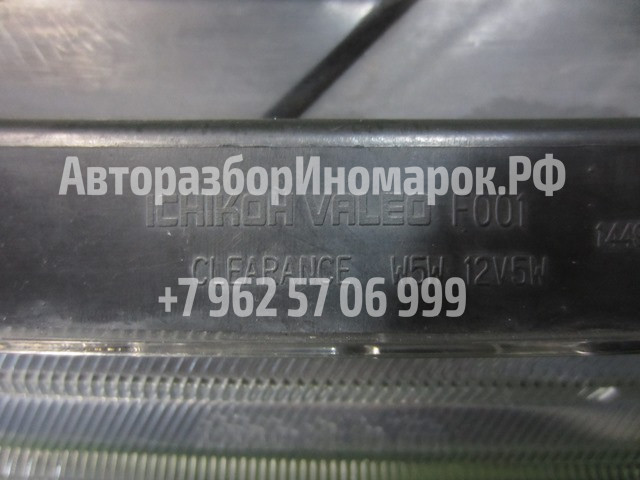 АвторазборИномарок.РФ
ICHIKOH VALEO F001
CLEARANCE W5W 12V5W
+7 962 57 06 999